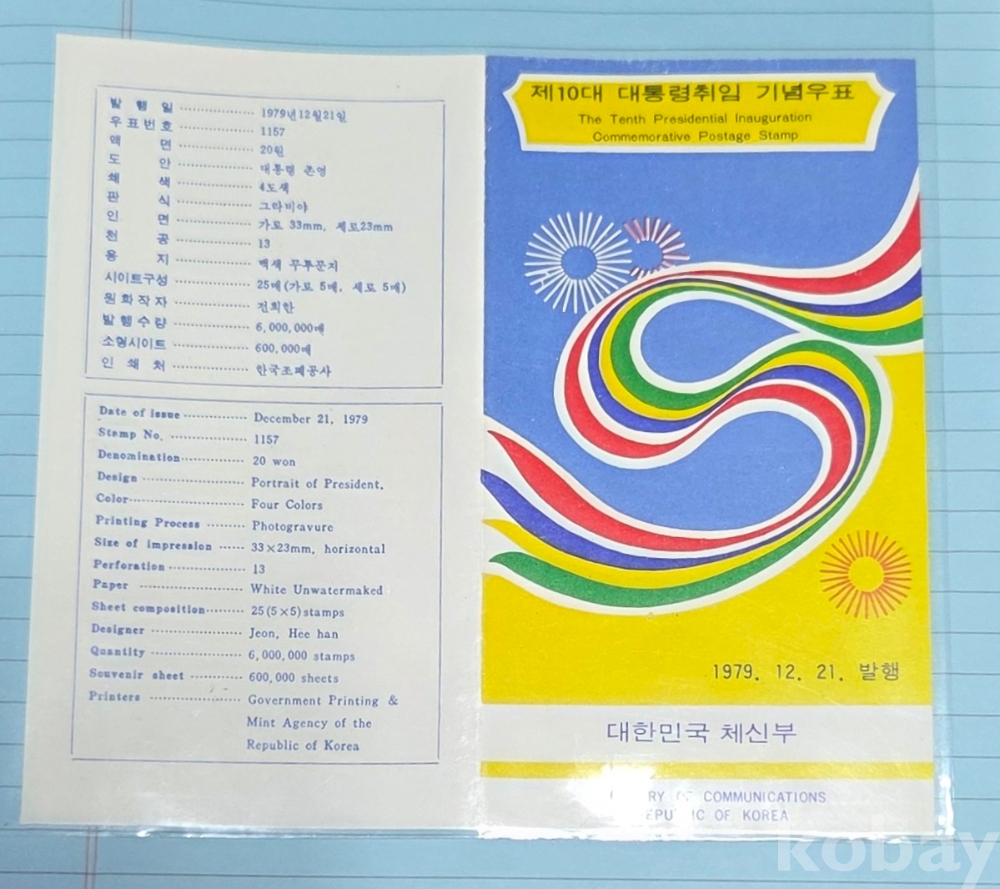 발 행 일 1979년12월21일
우 표 번 호 1157
액 면 20원
도 안 대통령 존영
쇄 색 4도색
판 식 그라비아
인 면 가로 33mm, 세로23mm
천 공 13
용 지 백색 무투문지
시이트구성 25매(가로 5매, 세로 5매)
원 화 작 자 전희한
발 행 수 량 6,000,000매
소형시이트 600,000매
인 쇄 처 한국조폐공사
Date of issue December 21, 1979
Stamp No. 1157
Denomination 20 won
Design Portrait of President.
Color Four Colors
Printing Process Photogravure
Size of impression 33×23mm, horizontal
Perforation 13
Paper White Unwatermaked
Sheet composition 25(5×5)stamps
Designer Jeon, Hee han
Quantity 6,000,000 stamps
Souvenir sheet 600,000 sheets
Printers Government Printing &
Mint Agency of the
Republic of Korea
제10대 대통령취임 기념우표
The Tenth Presidential Inauguration
Commemorative Postage Stamp
1979. 12. 21. 발행
대한민국 체신부
COMMUNICATIONS
OF KOREA
kobay